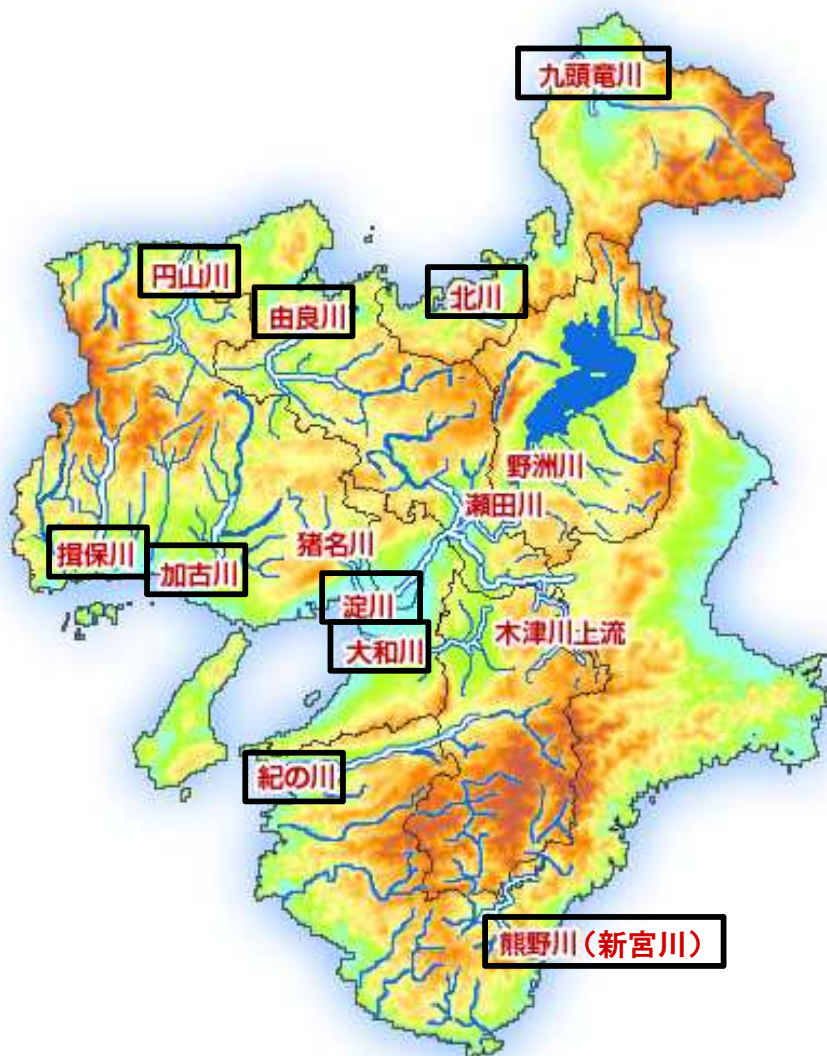 九頭竜川
円山川
北川
由良川
野洲川
瀬田川
猪名川
揖保川
加古川
淀川
木津川上流
大和川
紀の川
熊野川(新宮川)